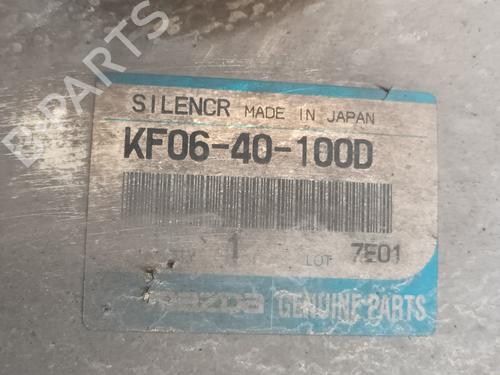 B-PARTS
SILENCR MADE IN JAPAN
KF06-40-100D
1 LOT 7E01
mazda GENUINE PARTS